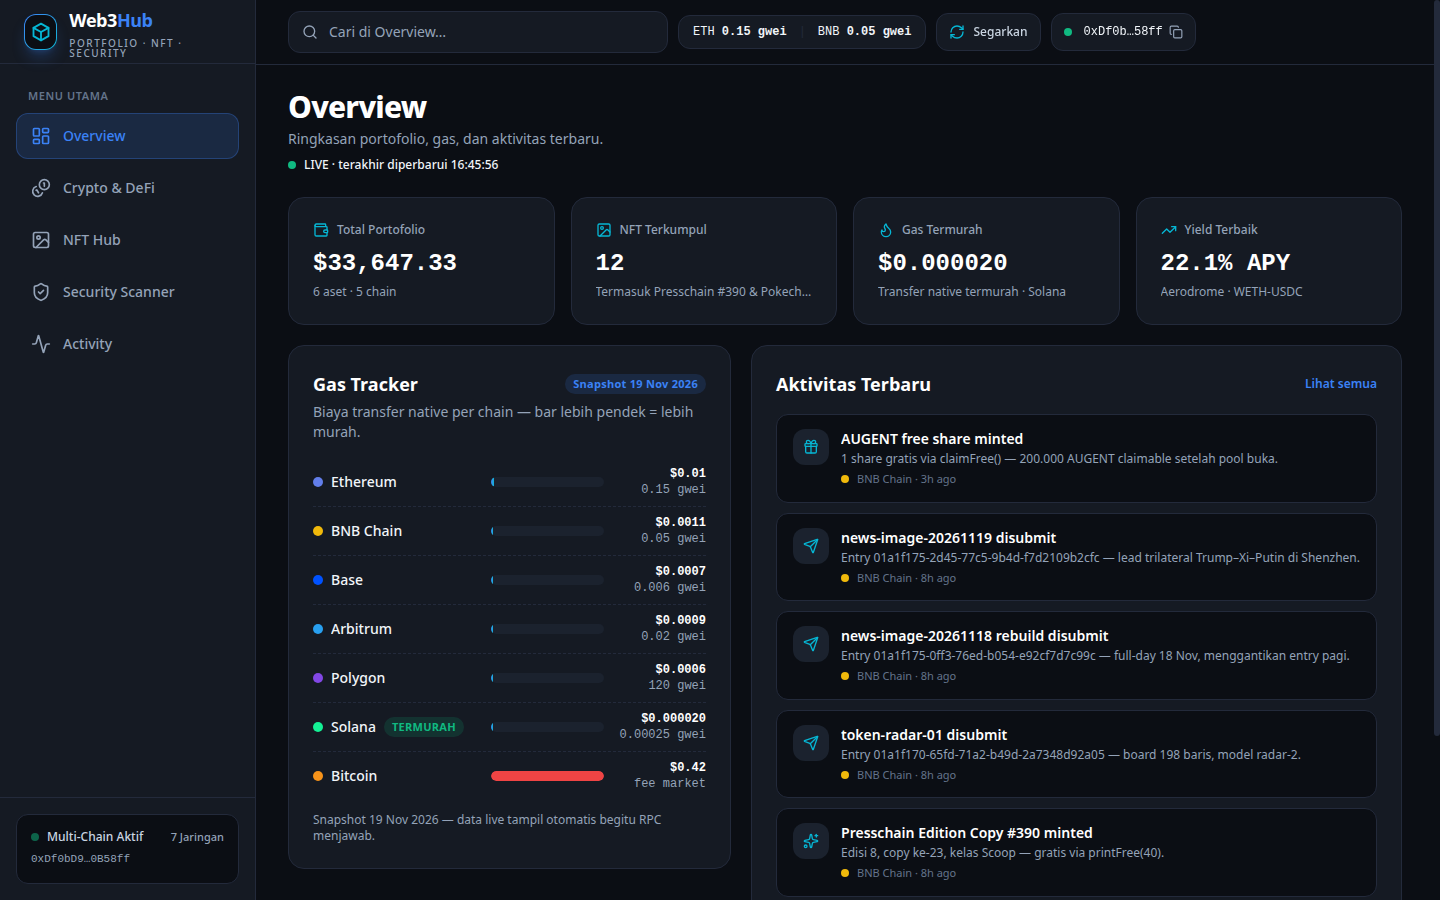 Web3Hub
PORTFOLIO · NFT ·
SECURITY
Cari di Overview...
ETH 0.15 gwei
BNB 0.05 gwei
Segarkan
0xDf0b…58ff
MENU UTAMA
Overview
Crypto & DeFi
NFT Hub
Security Scanner
Activity
Multi-Chain Aktif
7 Jaringan
0xDf0bD9…0B58ff
Overview
Ringkasan portofolio, gas, dan aktivitas terbaru.
LIVE · terakhir diperbarui 16:45:56
Total Portofolio
$33,647.33
6 aset · 5 chain
NFT Terkumpul
12
Termasuk Presschain #390 & Pokech...
Gas Termurah
$0.000020
Transfer native termurah · Solana
Yield Terbaik
22.1% APY
Aerodrome · WETH-USDC
Gas Tracker
Snapshot 19 Nov 2026
Biaya transfer native per chain — bar lebih pendek = lebih
murah.
Ethereum
$0.01
0.15 gwei
BNB Chain
$0.0011
0.05 gwei
Base
$0.0007
0.006 gwei
Arbitrum
$0.0009
0.02 gwei
Polygon
$0.0006
120 gwei
Solana
TERMURAH
$0.000020
0.00025 gwei
Bitcoin
$0.42
fee market
Snapshot 19 Nov 2026 — data live tampil otomatis begitu RPC
menjawab.
Aktivitas Terbaru
Lihat semua
AUGENT free share minted
1 share gratis via claimFree() — 200.000 AUGENT claimable setelah pool buka.
BNB Chain · 3h ago
news-image-20261119 disubmit
Entry 01a1f175-2d45-77c5-9b4d-f7d2109b2cfc — lead trilateral Trump–Xi–Putin di Shenzhen.
BNB Chain · 8h ago
news-image-20261118 rebuild disubmit
Entry 01a1f175-0ff3-76ed-b054-e92cf7d7c99c — full-day 18 Nov, menggantikan entry pagi.
BNB Chain · 8h ago
token-radar-01 disubmit
Entry 01a1f170-65fd-71a2-b49d-2a7348d92a05 — board 198 baris, model radar-2.
BNB Chain · 8h ago
Presschain Edition Copy #390 minted
Edisi 8, copy ke-23, kelas Scoop — gratis via printFree(40).
BNB Chain · 8h ago